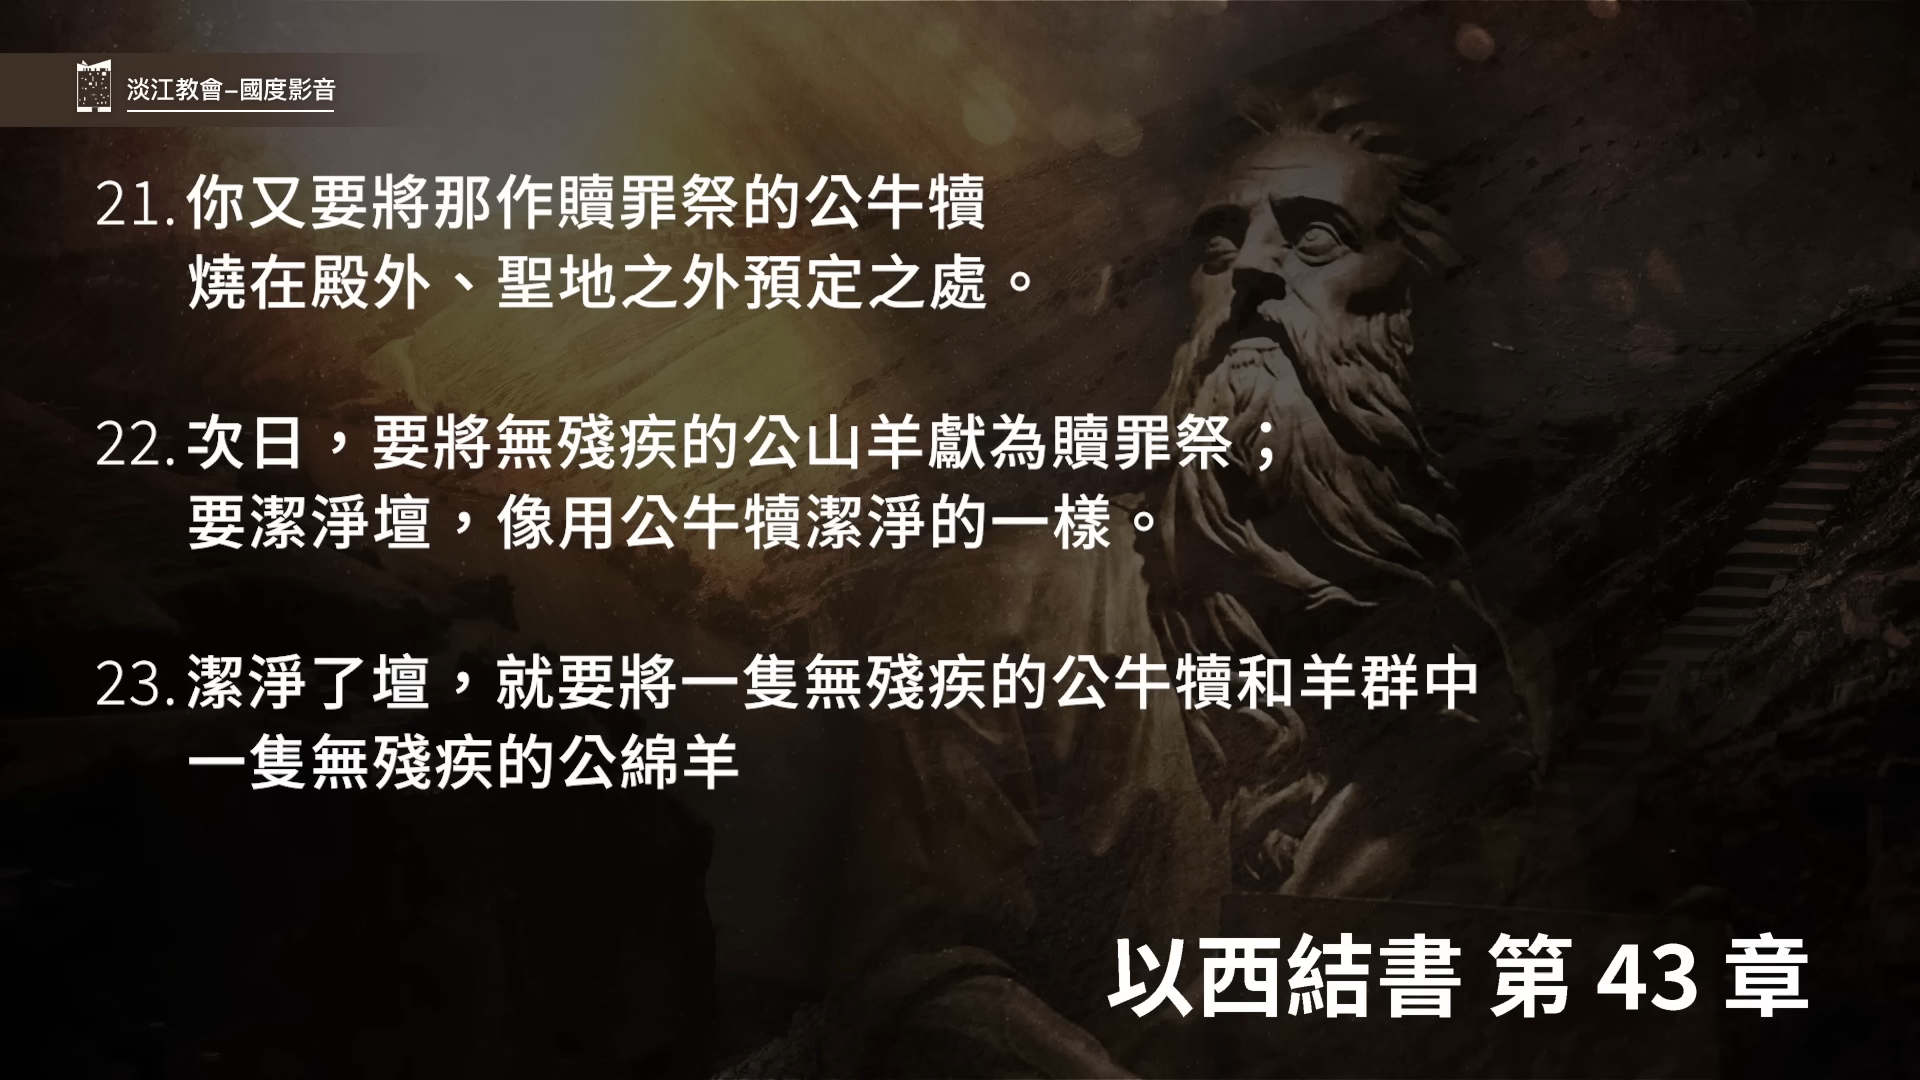 淡江教會–國度影音
21.你又要將那作贖罪祭的公牛犢
燒在殿外、聖地之外預定之處。
22.次日，要將無殘疾的公山羊獻為贖罪祭；
要潔淨壇，像用公牛犢潔淨的一樣。
23.潔淨了壇，就要將一隻無殘疾的公牛犢和羊群中
一隻無殘疾的公綿羊
以西結書 第 43 章